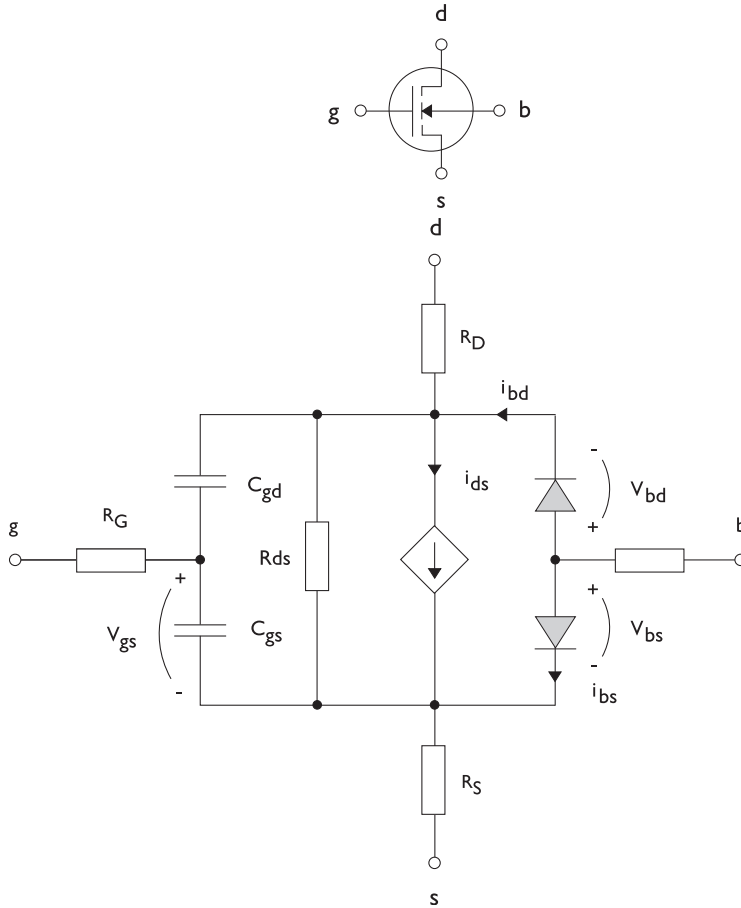 d
g b
s
d
R_D
i_bd
-
C_gd
i_ds
V_bd
R_G
g
Rds
+
b
+
+
V_gs
C_gs
V_bs
-
-
i_bs
R_S
s